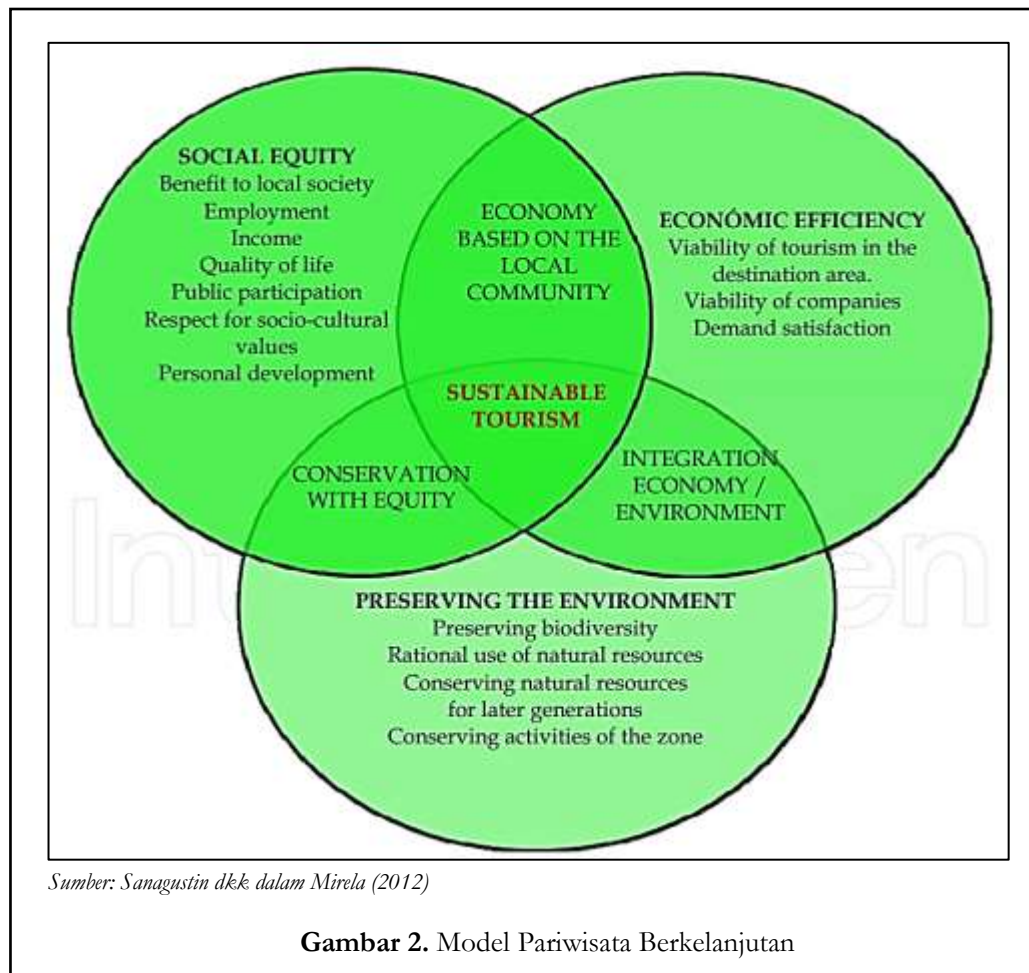 SOCIAL EQUITY
Benefit to local society
Employment
Income
Quality of life
Public participation
Respect for socio-cultural
values
Personal development
ECONOMY
BASED ON THE
LOCAL
COMMUNITY
ECONÓMIC EFFICIENCY
Viability of tourism in the
destination area.
Viability of companies
Demand satisfaction
SUSTAINABLE
TOURISM
CONSERVATION
WITH EQUITY
INTEGRATION
ECONOMY /
ENVIRONMENT
PRESERVING THE ENVIRONMENT
Preserving biodiversity
Rational use of natural resources
Conserving natural resources
for later generations
Conserving activities of the zone
Sumber: Sanagustin dkk dalam Mirela (2012)
Gambar 2. Model Pariwisata Berkelanjutan